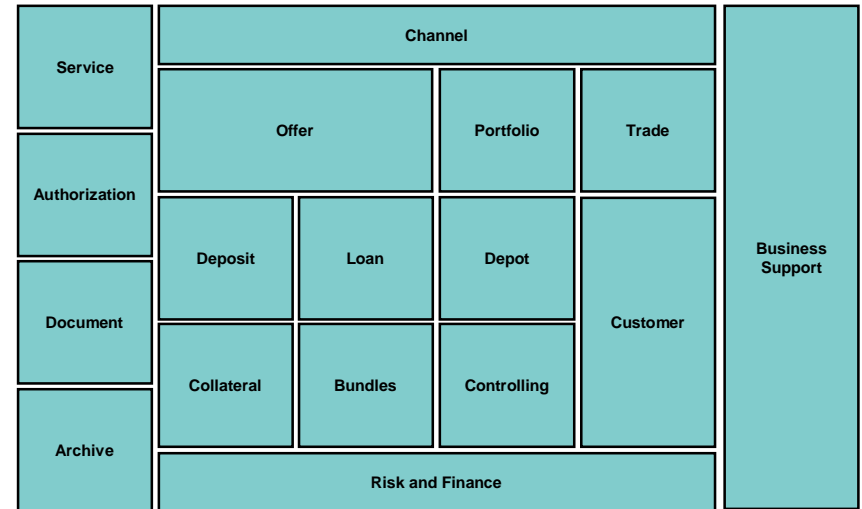 Channel
Service
Offer
Portfolio
Trade
Authorization
Deposit
Loan
Depot
Business
Support
Document
Customer
Collateral
Bundles
Controlling
Archive
Risk and Finance